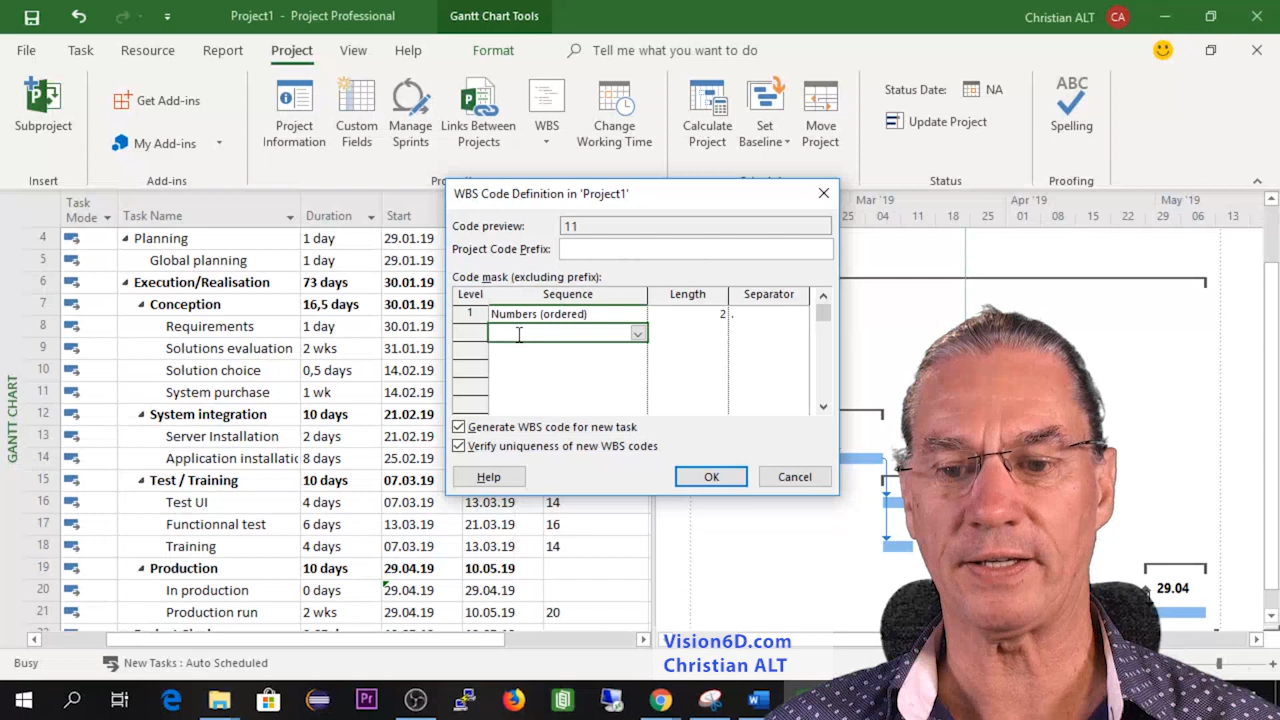 Project1 - Project Professional
Gantt Chart Tools
Christian ALT
CA
File
Task
Resource
Report
Project
View
Help
Format
Tell me what you want to do
Subproject
Get Add-ins
My Add-ins
Project Information
Custom Fields
Manage Sprints
Links Between Projects
WBS
Change Working Time
Calculate Project
Set Baseline
Move Project
Status Date:
NA
Update Project
ABC
Spelling
Insert
Add-ins
Schedule
Status
Proofing
WBS Code Definition in 'Project1'
Code preview:
11
Project Code Prefix:
Code mask (excluding prefix):
Level Sequence Length Separator
1 Numbers (ordered) 2 .
Generate WBS code for new task
Verify uniqueness of new WBS codes
Help
OK
Cancel
Task Mode
Task Name
Duration
Start
4 Planning 1 day 29.01.19
5 Global planning 1 day 29.01.19
6 Execution/Realisation 73 days 30.01.19
7 Conception 16,5 days 30.01.19
8 Requirements 1 day 30.01.19
9 Solutions evaluation 2 wks 31.01.19
10 Solution choice 0,5 days 14.02.19
11 System purchase 1 wk 14.02.19
12 System integration 10 days 21.02.19
13 Server Installation 2 days 21.02.19
14 Application installatic 8 days 25.02.19
15 Test / Training 10 days 07.03.19
16 Test UI 2 days 07.03.19 13.03.19 14
17 Functionnal test 6 days 13.03.19 21.03.19 16
18 Training 4 days 07.03.19 13.03.19 14
19 Production 10 days 29.04.19 10.05.19
20 In production 0 days 29.04.19 29.04.19
21 Production run 2 wks 29.04.19 10.05.19 20
Mar '19
Apr '19
May '19
25 04 11 18 25 01 08 15 22 29 06 13
29.04
GANTT CHART
Vision6D.com
Christian ALT
Busy
New Tasks : Auto Scheduled